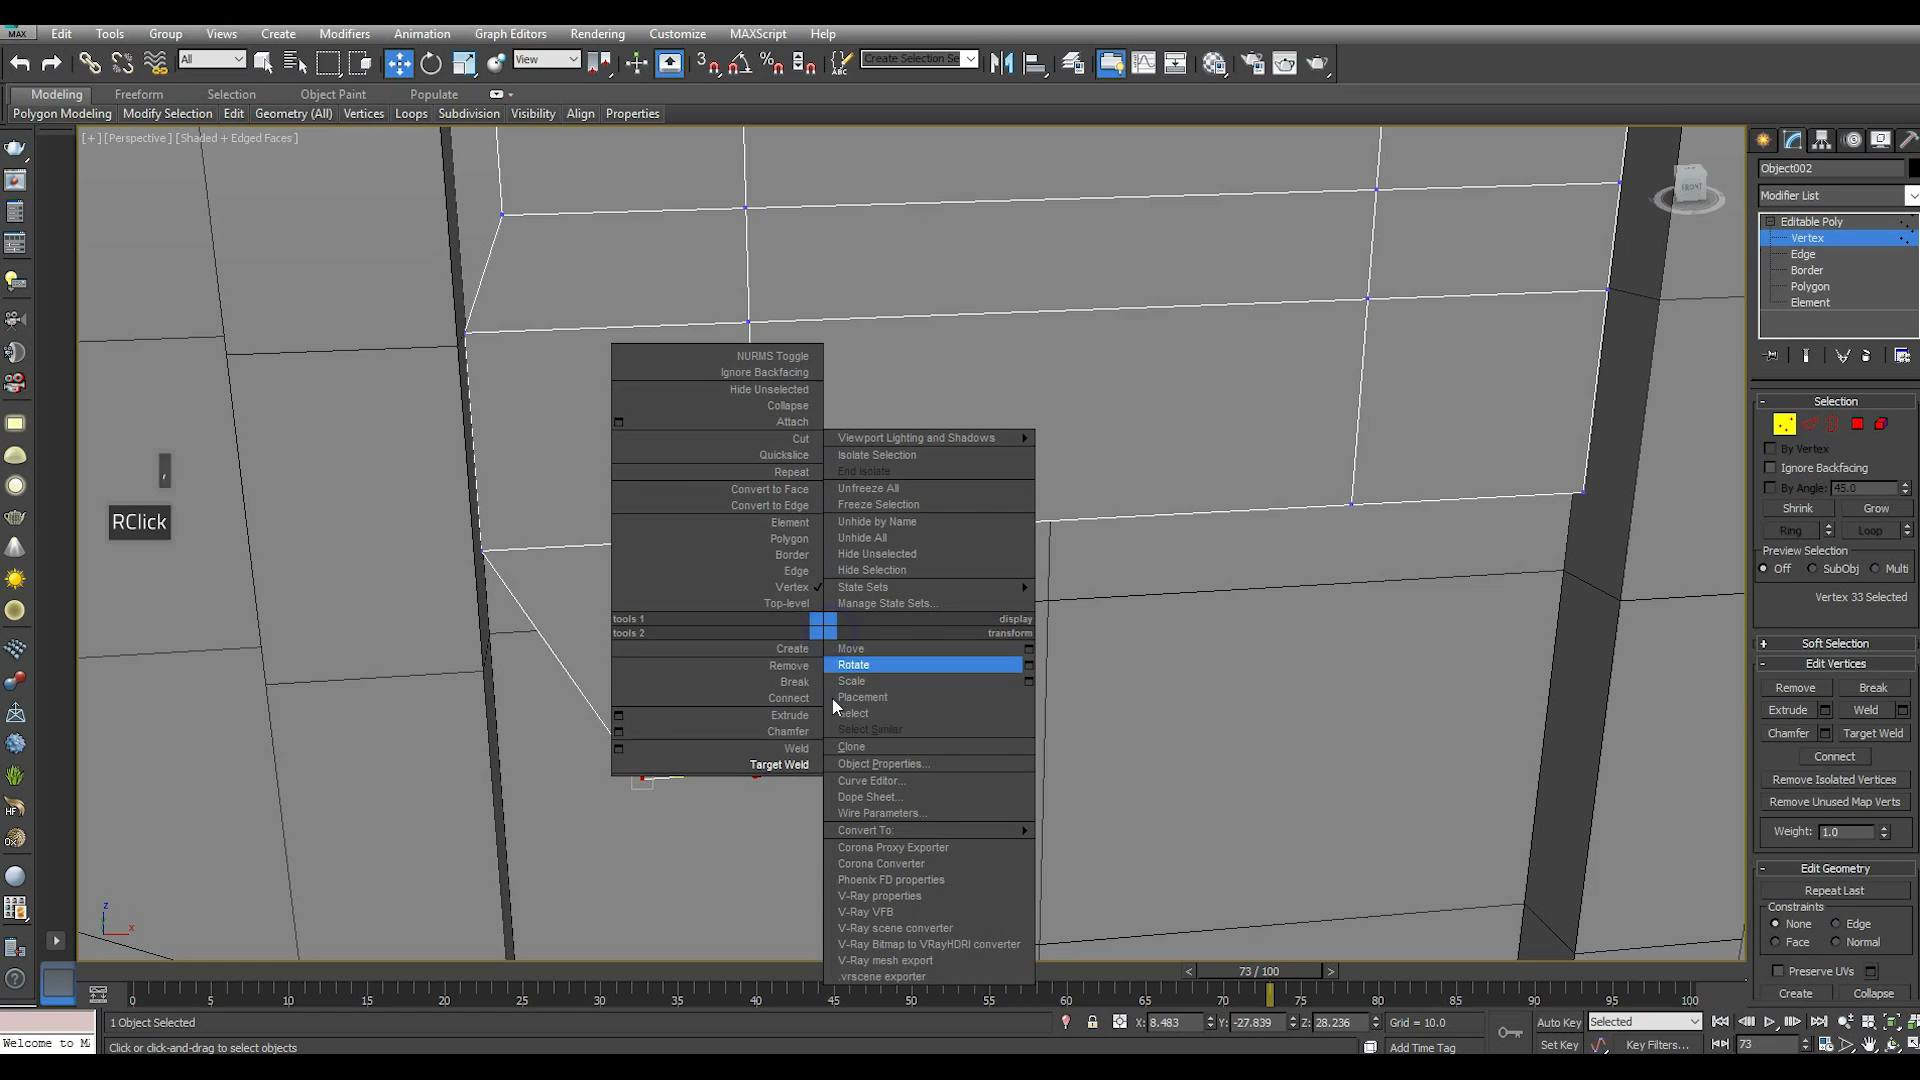 MAX Edit Tools Group Views Create Modifiers Animation Graph Editors Rendering Customize MAXScript Help
All View 3 % ABC Create Selection Se
Modeling Freeform Selection Object Paint Populate
Polygon Modeling Modify Selection Edit Geometry (All) Vertices Loops Subdivision Visibility Align Properties
[+] [Perspective ] [Shaded + Edged Faces ]
FRONT
,
RClick
z
x
NURMS Toggle
Ignore Backfacing
Hide Unselected
Collapse
Attach
Cut
Quickslice
Repeat
Convert to Face
Convert to Edge
Element
Polygon
Border
Edge
Vertex ✓
Top-level
tools 1
tools 2
Create
Remove
Break
Connect
Extrude
Chamfer
Weld
Target Weld
Viewport Lighting and Shadows
Isolate Selection
End Isolate
Unfreeze All
Freeze Selection
Unhide by Name
Unhide All
Hide Unselected
Hide Selection
State Sets
Manage State Sets...
display
transform
Move
Rotate
Scale
Placement
Select
Select Similar
Clone
Object Properties...
Curve Editor...
Dope Sheet...
Wire Parameters...
Convert To:
Corona Proxy Exporter
Corona Converter
Phoenix FD properties
V-Ray properties
V-Ray VFB
V-Ray scene converter
V-Ray Bitmap to VRayHDRI converter
V-Ray mesh export
.vrscene exporter
Object002
Modifier List
Editable Poly
Vertex
Edge
Border
Polygon
Element
- Selection
By Vertex
Ignore Backfacing
By Angle: 45.0
Shrink Grow
Ring Loop
Preview Selection
Off SubObj Multi
Vertex 33 Selected
+ Soft Selection
- Edit Vertices
Remove Break
Extrude Weld
Chamfer Target Weld
Connect
Remove Isolated Vertices
Remove Unused Map Verts
Weight: 1.0
- Edit Geometry
Repeat Last
Constraints
None Edge
Face Normal
Preserve UVs
Create Collapse
< 73 / 100 >
0 5 10 15 20 25 30 35 40 45 50 55 60 65 70 75 80 85 90 95 100
1 Object Selected X: 8.483 Y: -27.839 Z: 28.236 Grid = 10.0 Auto Key Selected
Welcome to M
Click or click-and-drag to select objects Add Time Tag Set Key Key Filters... 73